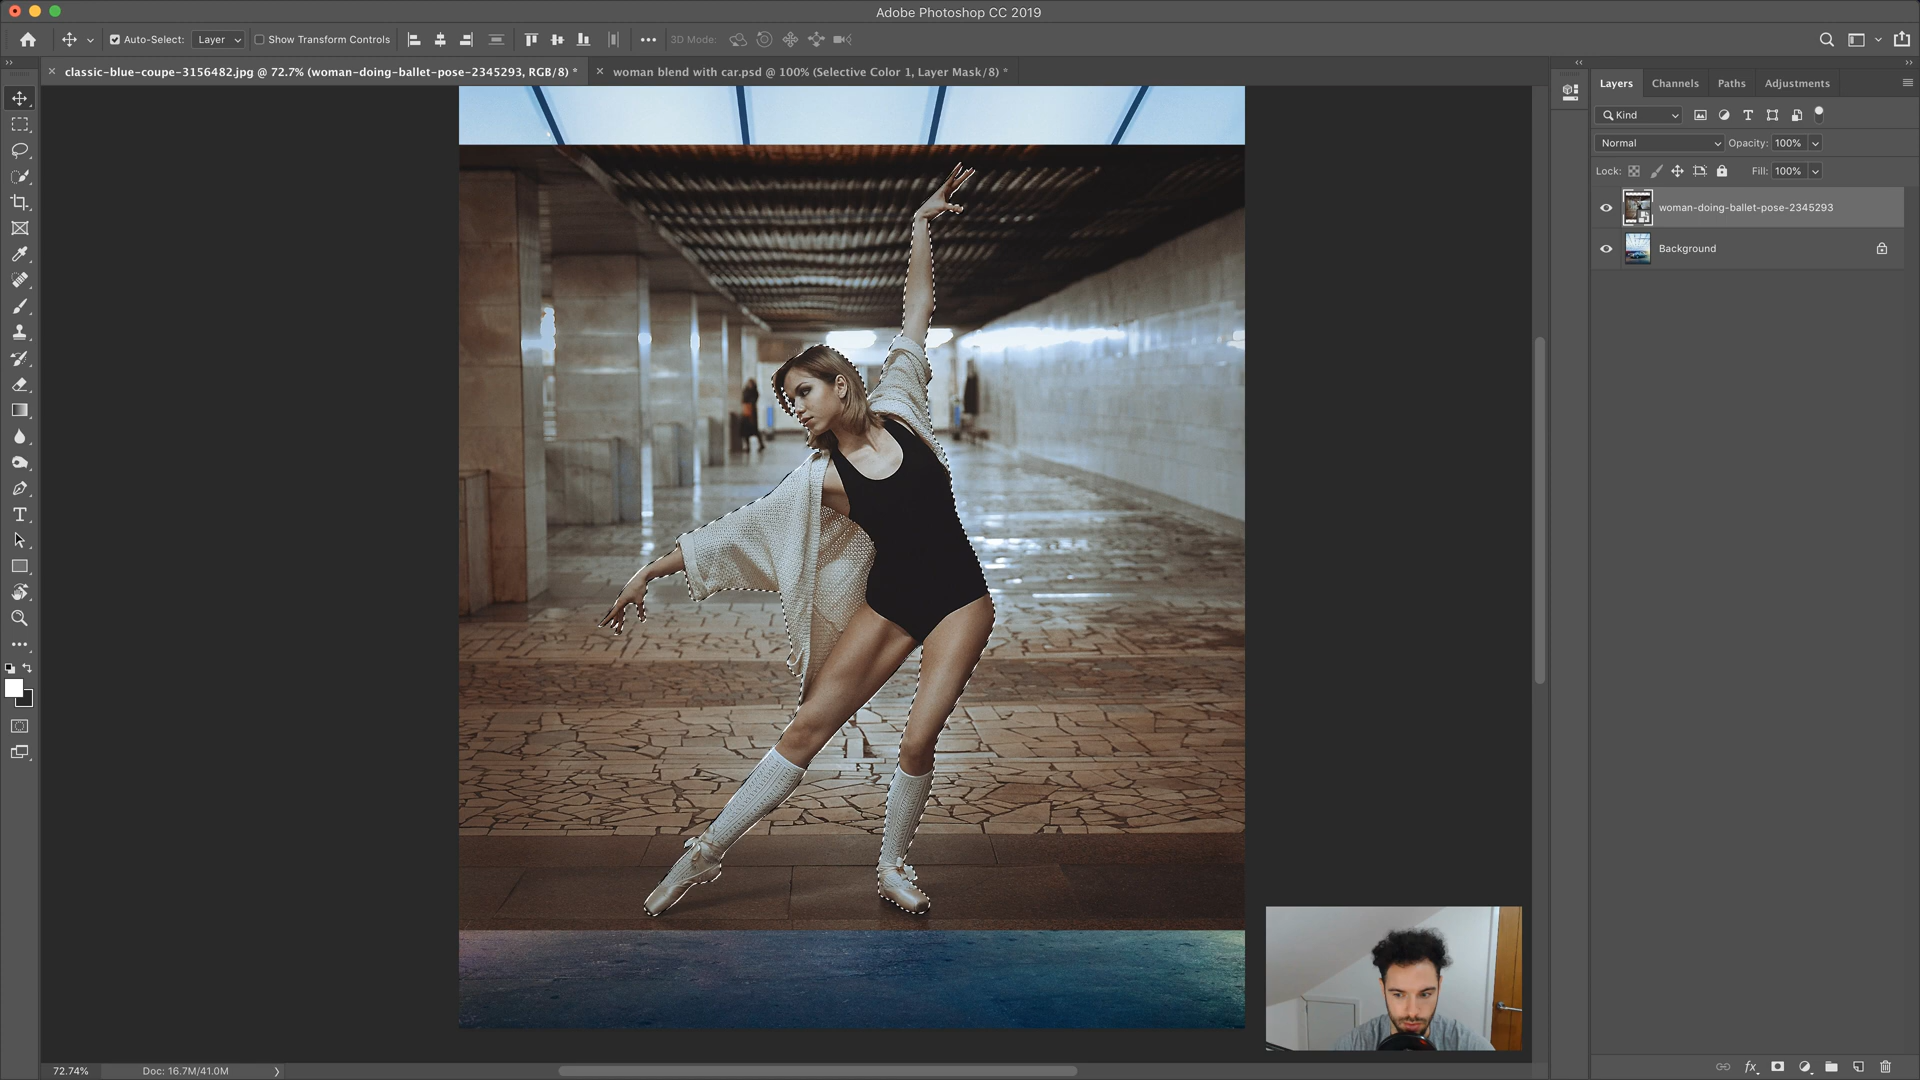 Adobe Photoshop CC 2019
Auto-Select: Layer Show Transform Controls 3D Mode:
classic-blue-coupe-3156482.jpg @ 72.7% (woman-doing-ballet-pose-2345293, RGB/8) *
woman blend with car.psd @ 100% (Selective Color 1, Layer Mask/8) *
Layers Channels Paths Adjustments
Kind
Normal Opacity: 100%
Lock: Fill: 100%
woman-doing-ballet-pose-2345293
Background
72.74% Doc: 16.7M/41.0M